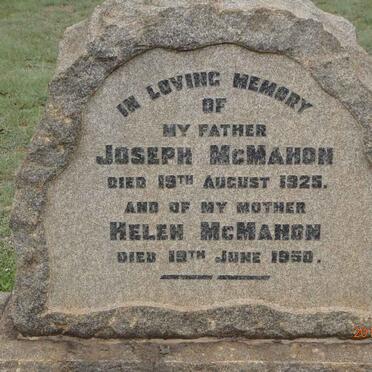 IN LOVING MEMORY
OF
MY FATHER
JOSEPH McMAHON
DIED 19TH AUGUST 1925.
AND OF MY MOTHER
HELEN McMAHON
DIED 19TH JUNE 1950.